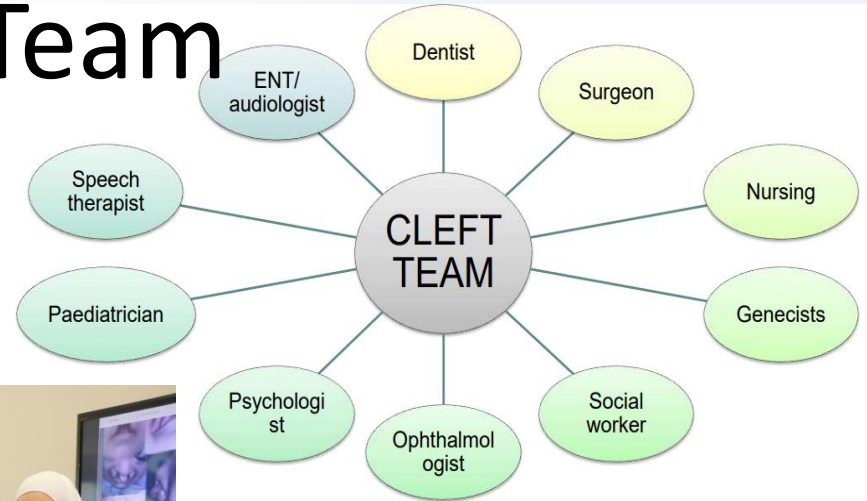 Team
Dentist
Surgeon
Nursing
Genecists
Social
worker
Ophthalmol
ogist
Psychologi
st
Paediatrician
Speech
therapist
ENT/
audiologist
CLEFT
TEAM